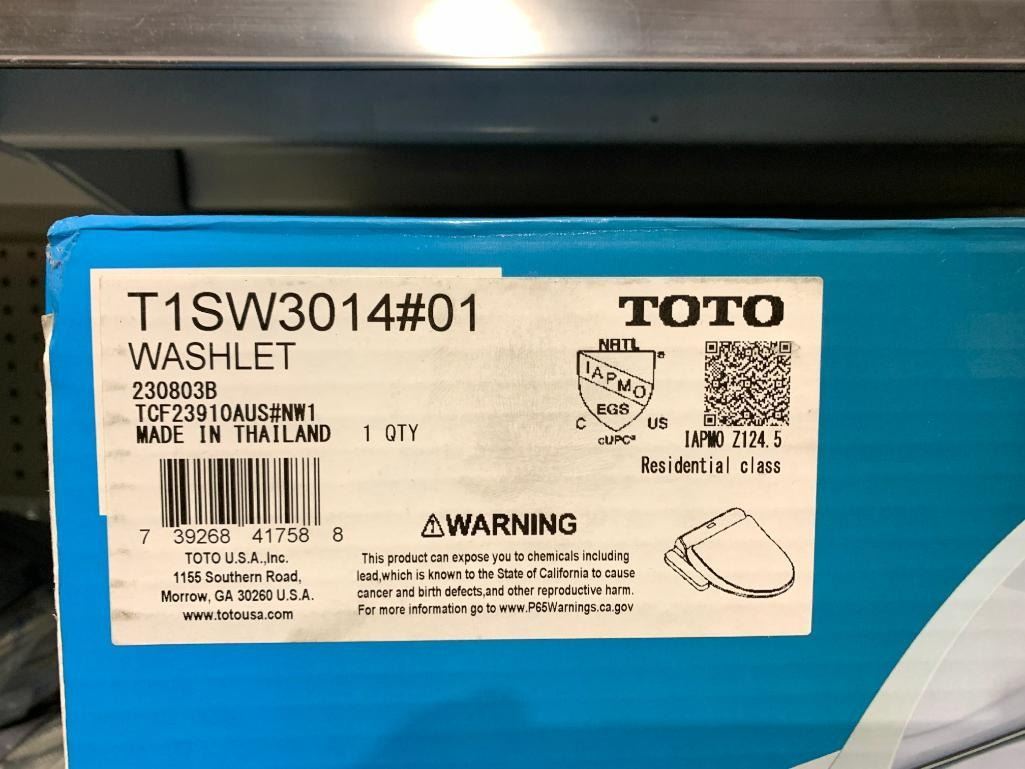 T1SW3014#01
WASHLET
230803B
TCF23910AUS#NW1
MADE IN THAILAND 1 QTY
7 39268 41758 8
TOTO U.S.A.,Inc.
1155 Southern Road,
Morrow, GA 30260 U.S.A.
www.totousa.com
TOTO
NRTL
®
IAPMO
EGS
C US
cUPC®
IAPMO Z124.5
Residential class
⚠WARNING
This product can expose you to chemicals including
lead,which is known to the State of California to cause
cancer and birth defects,and other reproductive harm.
For more information go to www.P65Warnings.ca.gov